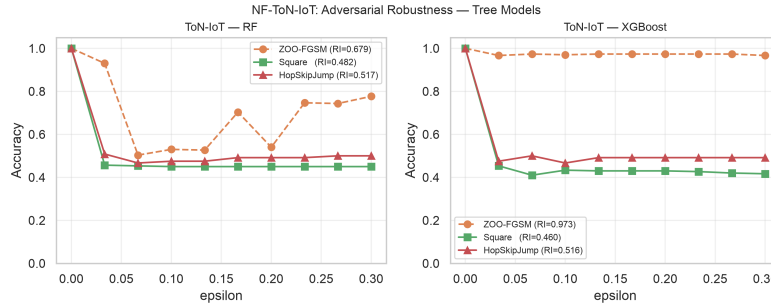 NF-ToN-IoT: Adversarial Robustness — Tree Models
ToN-IoT — RF
1.0
0.8
0.6
0.4
0.2
0.0
Accuracy
ZOO-FGSM (RI=0.679)
Square (RI=0.482)
HopSkipJump (RI=0.517)
0.00 0.05 0.10 0.15 0.20 0.25 0.30
epsilon
ToN-IoT — XGBoost
1.0
0.8
0.6
0.4
0.2
0.0
Accuracy
ZOO-FGSM (RI=0.973)
Square (RI=0.460)
HopSkipJump (RI=0.516)
0.00 0.05 0.10 0.15 0.20 0.25 0.3
epsilon